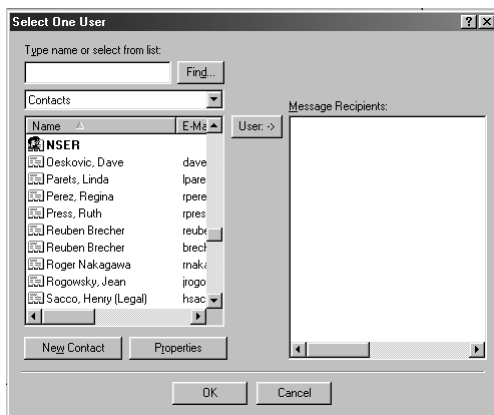 Select One User
Type name or select from list:
Find...
Contacts
Name E-Ma
User: ->
Message Recipients:
NSER
Oeskovic, Dave dave
Parets, Linda lpare
Perez, Regina rpere
Press, Ruth rpres
Reuben Brecher reube
Reuben Brecher brech
Roger Nakagawa rnaka
Rogowsky, Jean jrogo
Sacco, Henry (Legal) hsac
New Contact Properties
OK Cancel